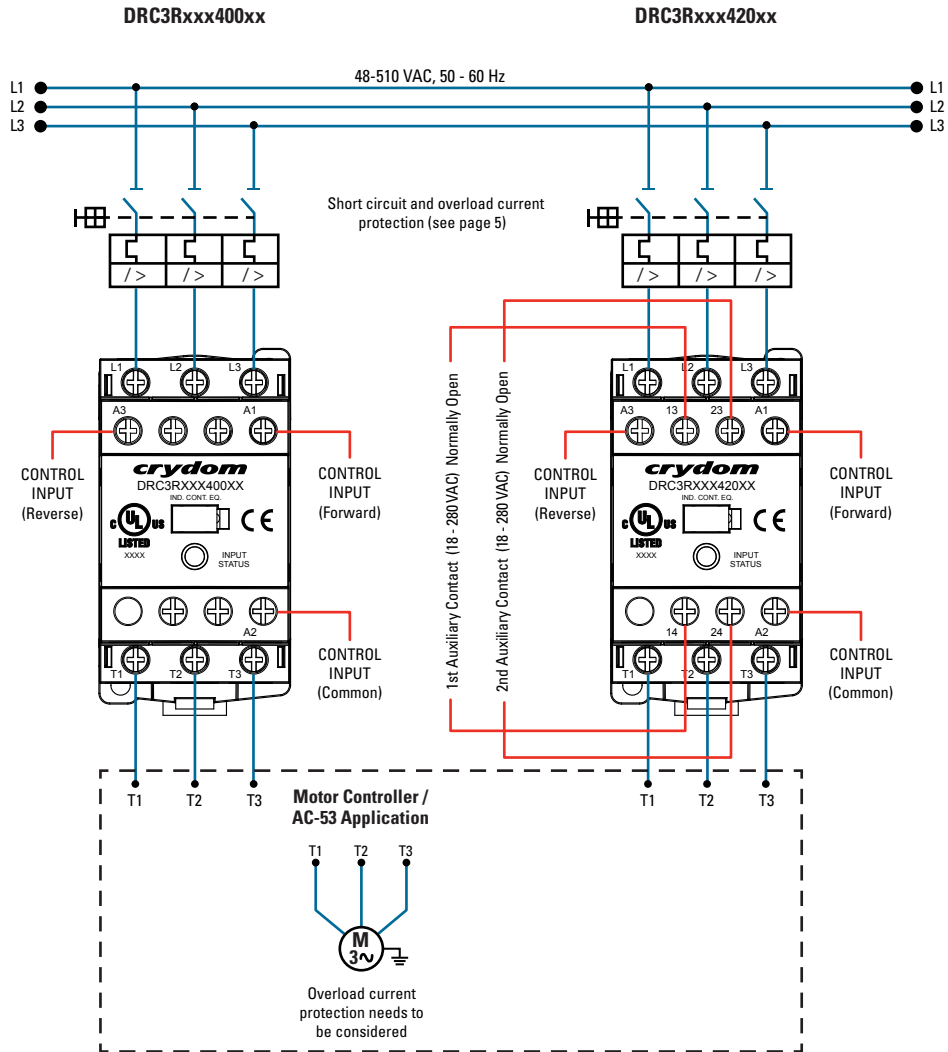 DRC3Rxxx400xx DRC3Rxxx420xx
48-510 VAC, 50 - 60 Hz
L1 L1
L2 L2
L3 L3
Short circuit and overload current
protection (see page 5)
/ > / > / > / > / > / >
L1 L2 L3
A3 A1
CONTROL
INPUT
(Reverse)
crydom
DRC3RXXX400XX
IND. CONT. EQ.
C UL US
LISTED
XXXX
CE
INPUT
STATUS
CONTROL
INPUT
(Forward)
A2
T1 T2 T3
CONTROL
INPUT
(Common)
1st Auxiliary Contact (18 - 280 VAC) Normally Open
2nd Auxiliary Contact (18 - 280 VAC) Normally Open
L1 L2 L3
A3 13 23 A1
CONTROL
INPUT
(Reverse)
crydom
DRC3RXXX420XX
IND. CONT. EQ.
C UL US
LISTED
XXXX
CE
INPUT
STATUS
CONTROL
INPUT
(Forward)
14 24 A2
T1 T2 T3
CONTROL
INPUT
(Common)
T1 T2 T3 T1 T2 T3
Motor Controller /
AC-53 Application
T1 T2 T3
M
3~
Overload current
protection needs to
be considered